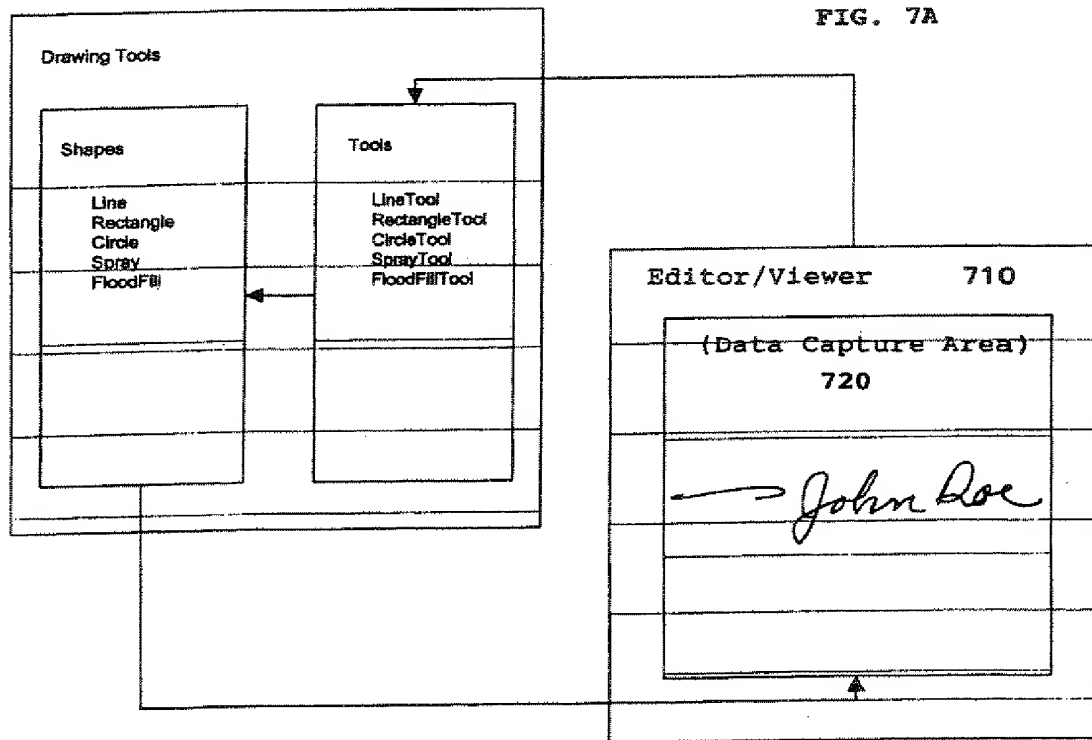 FIG. 7A
Drawing Tools
Shapes
Line
Rectangle
Circle
Spray
FloodFill
Tools
LineTool
RectangleTool
CircleTool
SprayTool
FloodFillTool
Editor/Viewer 710
(Data Capture Area)
720
John Doe